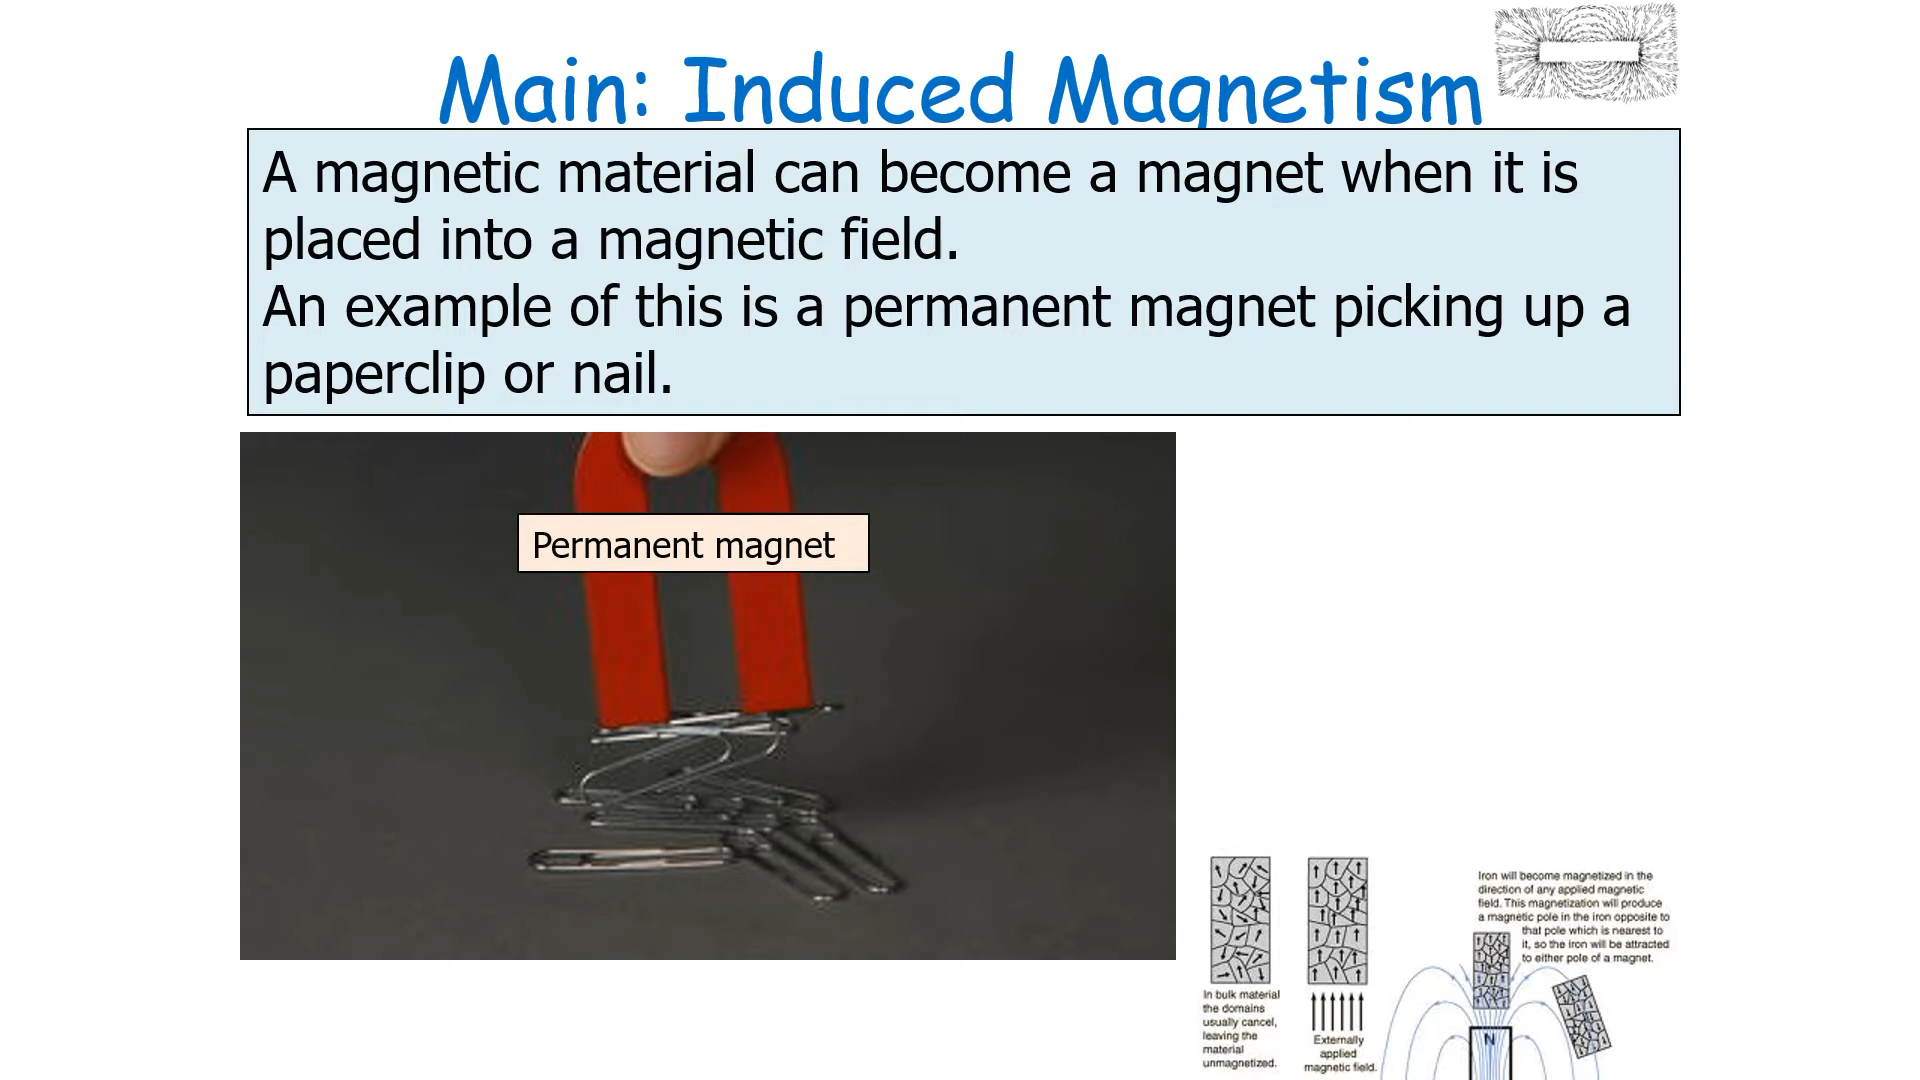 Main: Induced Magnetism
A magnetic material can become a magnet when it is
placed into a magnetic field.
An example of this is a permanent magnet picking up a
paperclip or nail.
Permanent magnet
In bulk material
the domains
usually cancel,
leaving the
material
unmagnetized.
Externally
applied
magnetic field.
Iron will become magnetized in the
direction of any applied magnetic
field. This magnetization will produce
a magnetic pole in the iron opposite to
that pole which is nearest to
it, so the iron will be attracted
to either pole of a magnet.
N